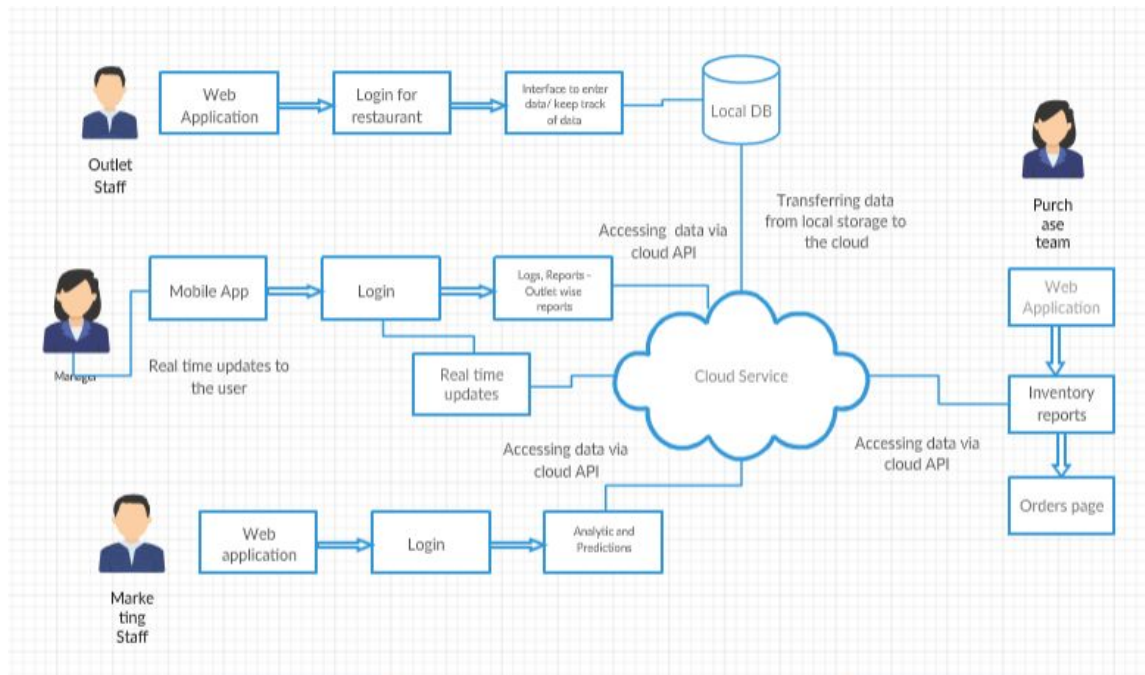 Web
Application
Login for
restaurant
Interface to enter
data/ keep track
of data
Local DB
Outlet
Staff
Purch
ase
team
Transferring data
from local storage to
the cloud
Accessing data via
cloud API
Mobile App
Login
Logs, Reports -
Outlet wise
reports
Web
Application
Manager
Real time updates to
the user
Real time
updates
Cloud Service
Inventory
reports
Accessing data via
cloud API
Accessing data via
cloud API
Orders page
Web
application
Login
Analytic and
Predictions
Marke
ting
Staff